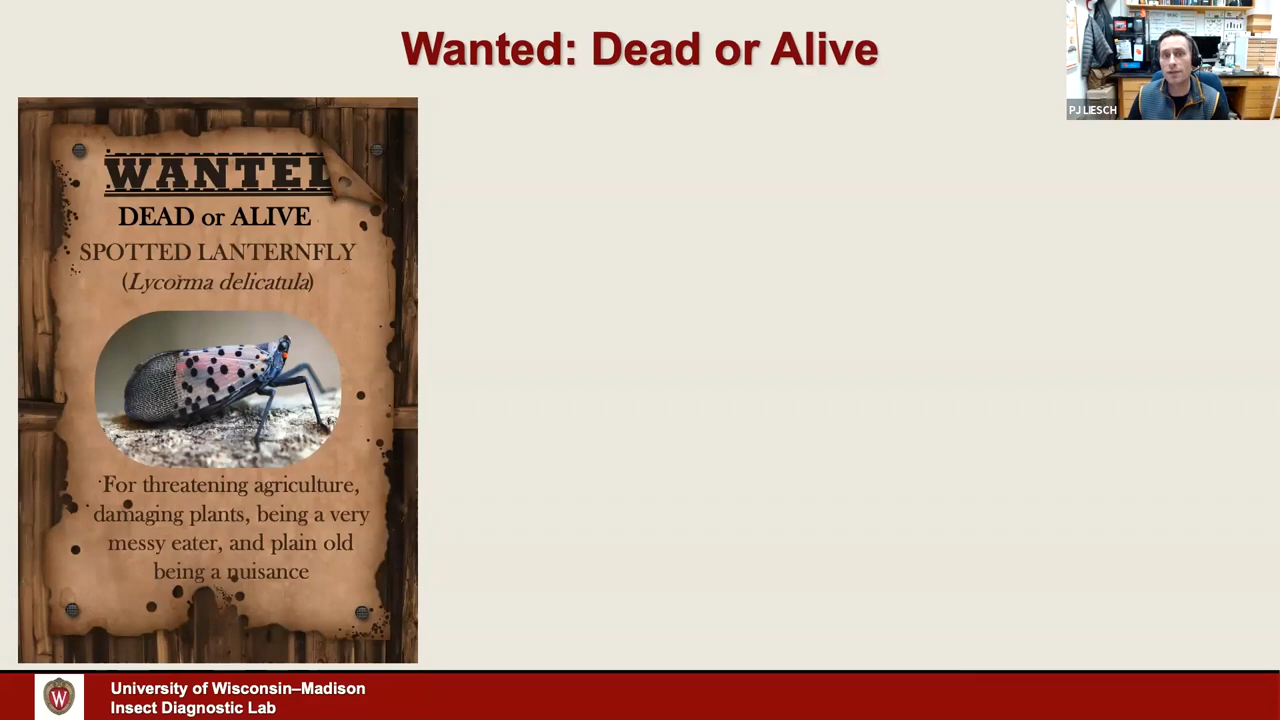 Wanted: Dead or Alive
PJ LIESCH
WANTED
DEAD or ALIVE
SPOTTED LANTERNFLY
(Lycorma delicatula)
For threatening agriculture,
damaging plants, being a very
messy eater, and plain old
being a nuisance
W
University of Wisconsin–Madison
Insect Diagnostic Lab